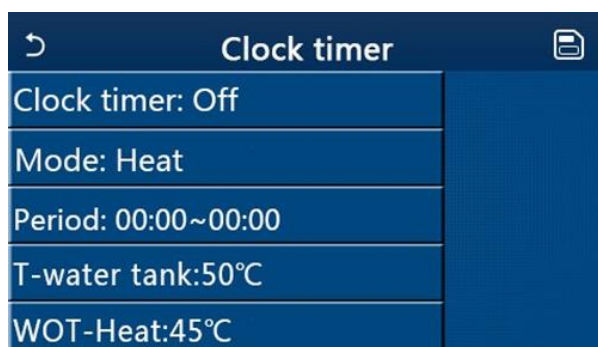 Clock timer
Clock timer: Off
Mode: Heat
Period: 00:00~00:00
T-water tank:50℃
WOT-Heat:45℃